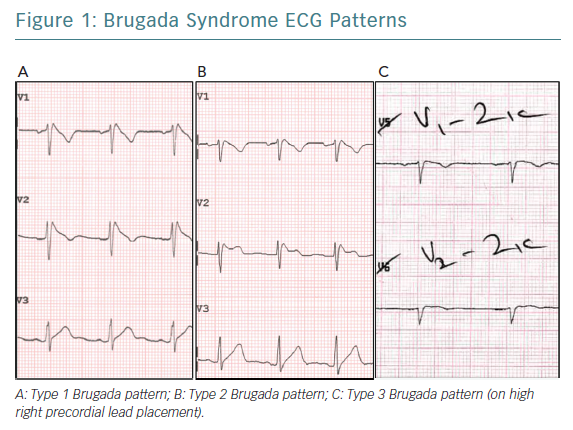 Figure 1: Brugada Syndrome ECG Patterns
A
B
C
V1
V2
V3
V1
V2
V3
V5 V1-2ic
V6 V2-2ic
A: Type 1 Brugada pattern; B: Type 2 Brugada pattern; C: Type 3 Brugada pattern (on high
right precordial lead placement).